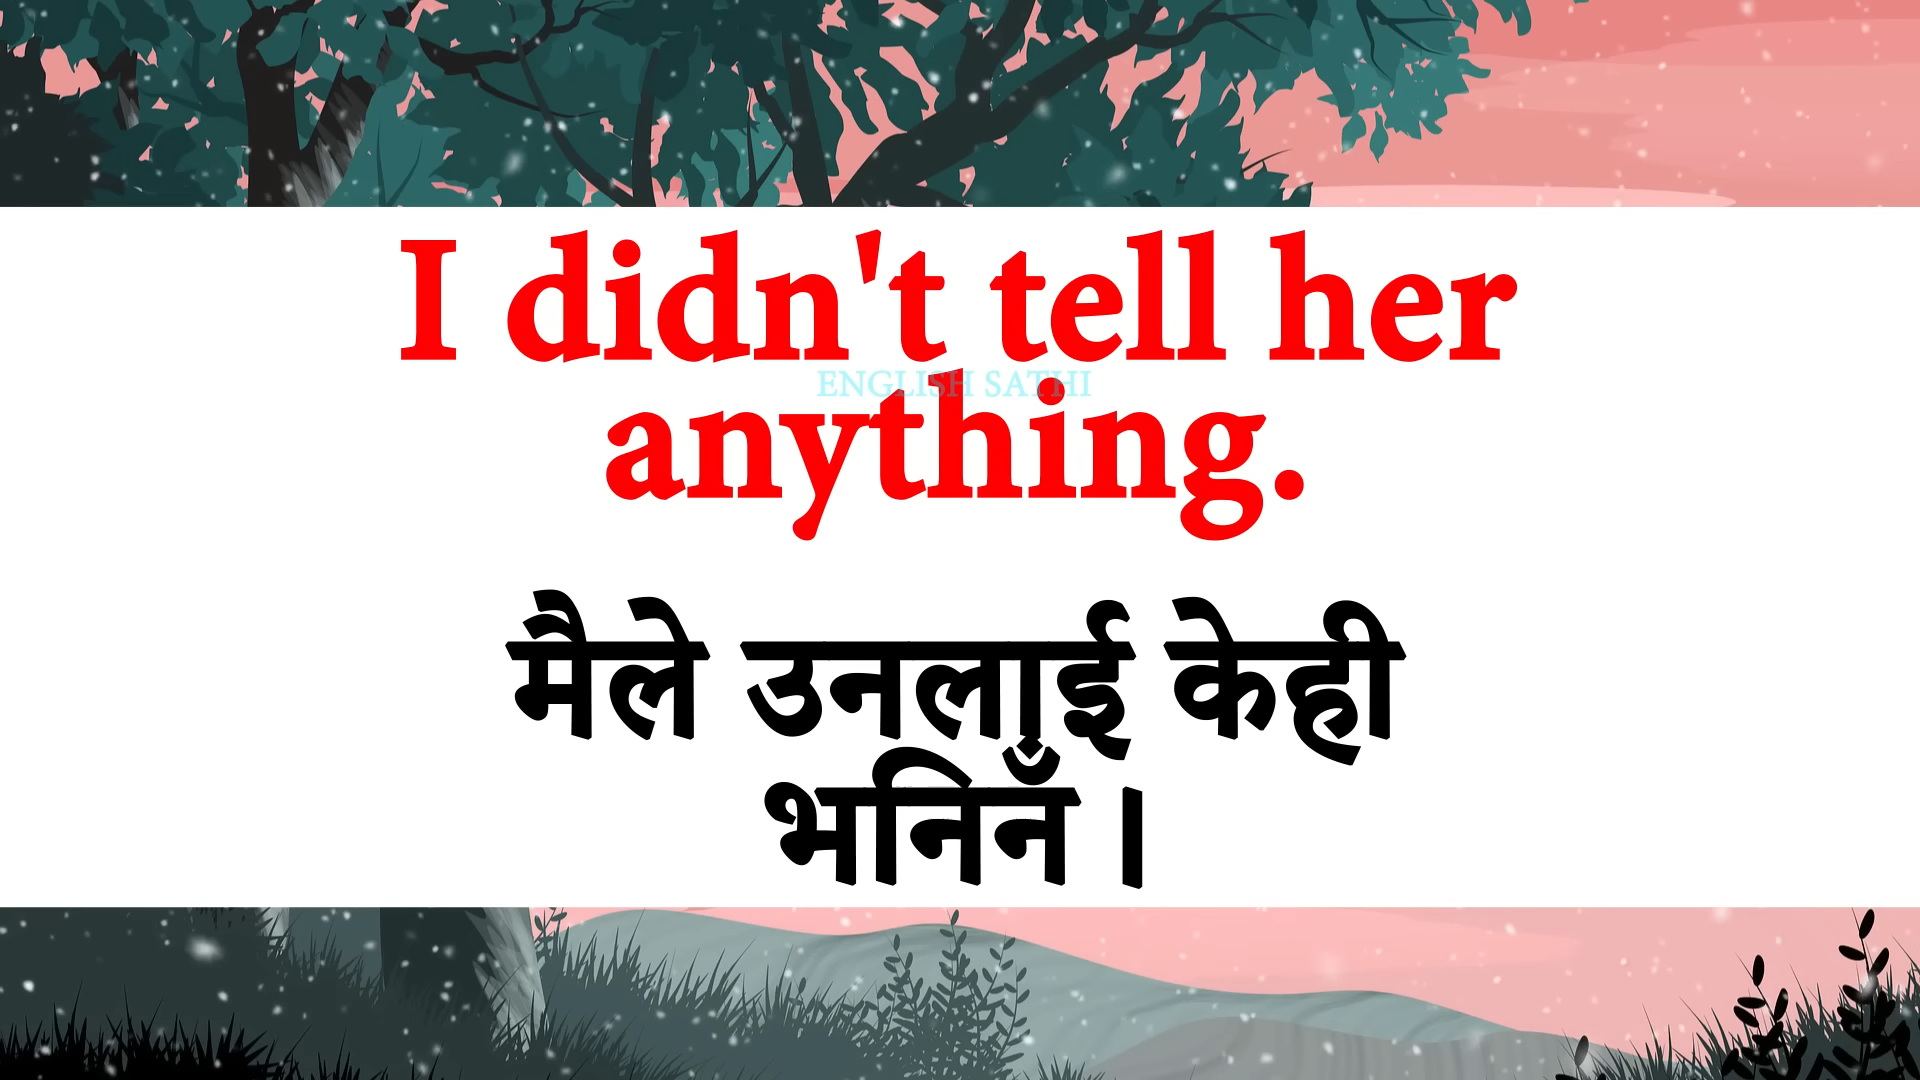 I didn't tell her
ENGLISH SATHI
anything.
मैले उनलाई केही
भनिनँ ।